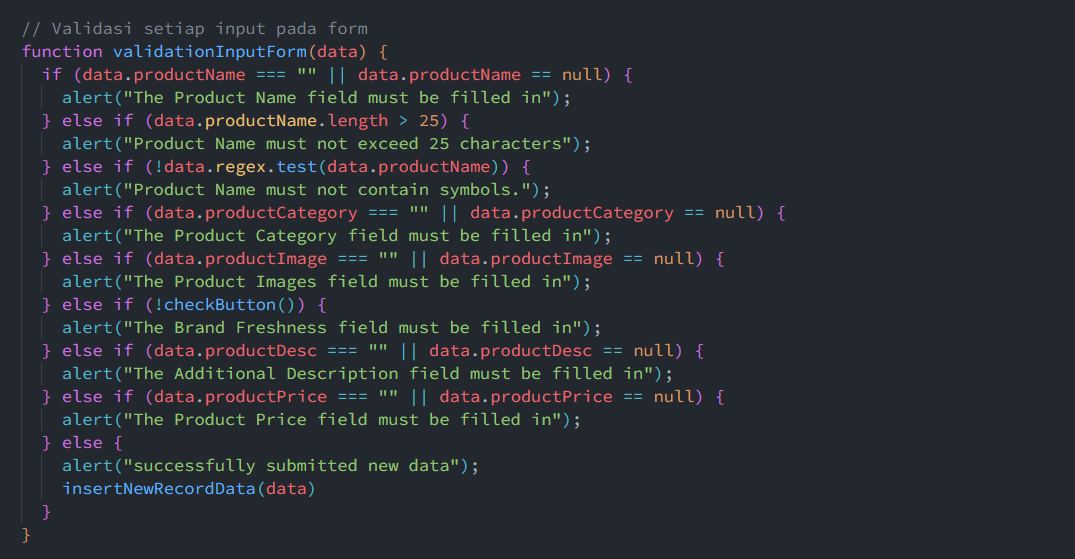 // Validasi setiap input pada form
function validationInputForm(data) {
  if (data.productName === "" || data.productName == null) {
    alert("The Product Name field must be filled in");
  } else if (data.productName.length > 25) {
    alert("Product Name must not exceed 25 characters");
  } else if (!data.regex.test(data.productName)) {
    alert("Product Name must not contain symbols.");
  } else if (data.productCategory === "" || data.productCategory == null) {
    alert("The Product Category field must be filled in");
  } else if (data.productImage === "" || data.productImage == null) {
    alert("The Product Images field must be filled in");
  } else if (!checkButton()) {
    alert("The Brand Freshness field must be filled in");
  } else if (data.productDesc === "" || data.productDesc == null) {
    alert("The Additional Description field must be filled in");
  } else if (data.productPrice === "" || data.productPrice == null) {
    alert("The Product Price field must be filled in");
  } else {
    alert("successfully submitted new data");
    insertNewRecordData(data)
  }
}